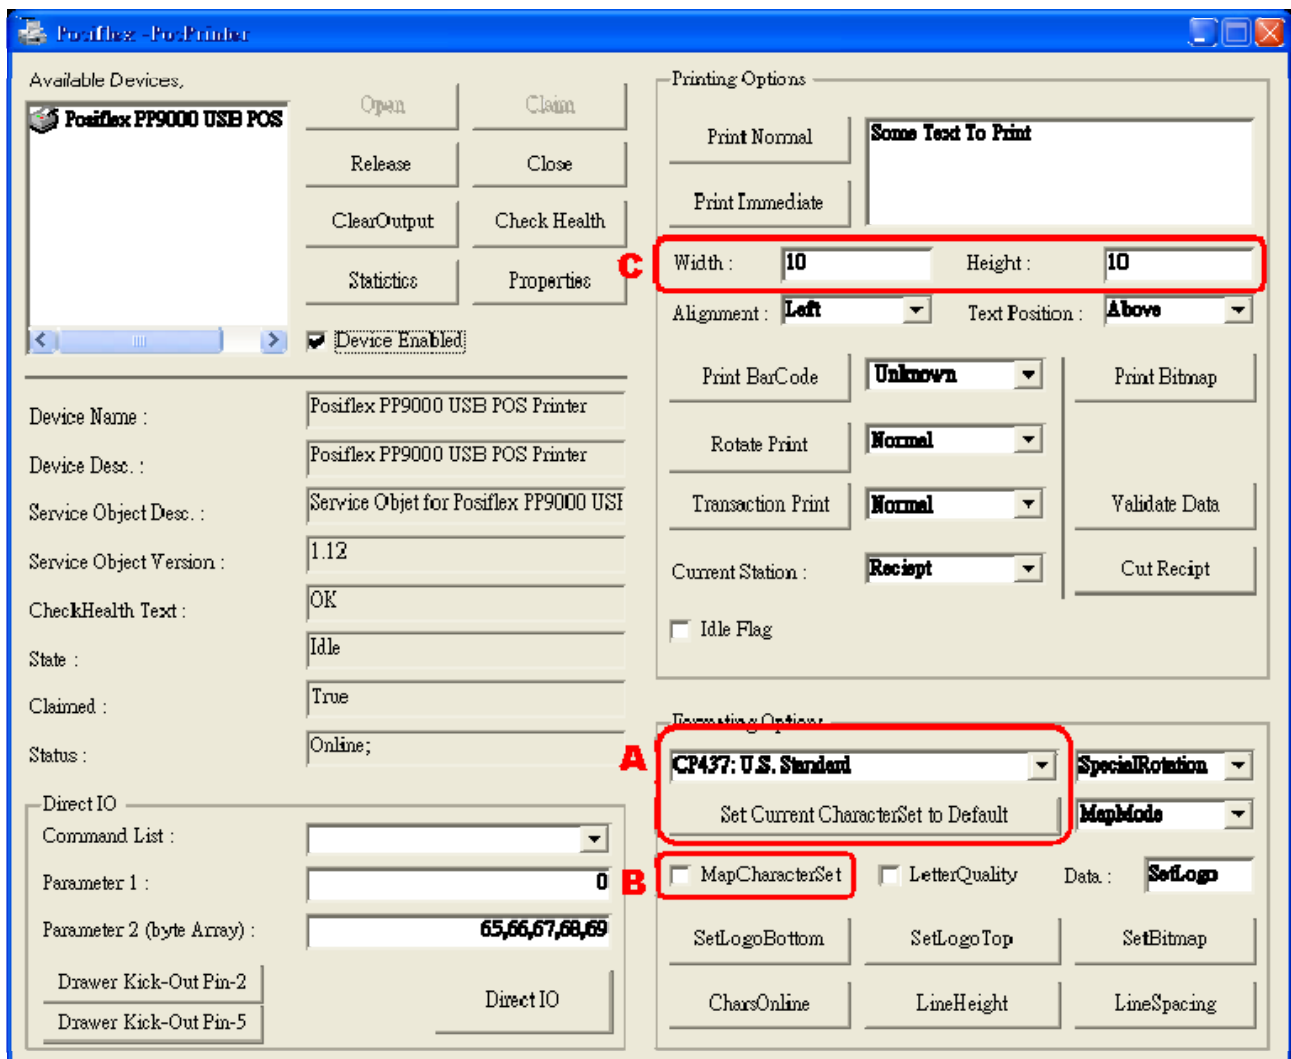 Posiflex -PosPrinter
Available Devices,
Posiflex PP9000 USB POS
Open
Claim
Release
Close
ClearOutput
Check Health
Statistics
Properties
Device Enabled
Device Name :
Posiflex PP9000 USB POS Printer
Device Desc. :
Posiflex PP9000 USB POS Printer
Service Object Desc. :
Service Objet for Posiflex PP9000 USI
Service Object Version :
1.12
CheckHealth Text :
OK
State :
Idle
Claimed :
True
Status :
Online;
Direct IO
Command List :
Parameter 1 :
0
Parameter 2 (byte Array) :
65,66,67,68,69
Drawer Kick-Out Pin-2
Drawer Kick-Out Pin-5
Direct IO
Printing Options
Print Normal
Some Text To Print
Print Immediate
C
Width :
10
Height :
10
Alignment :
Left
Text Position :
Above
Print BarCode
Unknown
Print Bitmap
Rotate Print
Normal
Transaction Print
Normal
Validate Data
Current Station :
Reciept
Cut Recipt
Idle Flag
Formating Options
A
CP437: U.S. Standard
SpecialRotation
Set Current CharacterSet to Default
MapMode
B
MapCharacterSet
LetterQuality
Data :
SetLogo
SetLogoBottom
SetLogoTop
SetBitmap
CharsOnline
LineHeight
LineSpacing